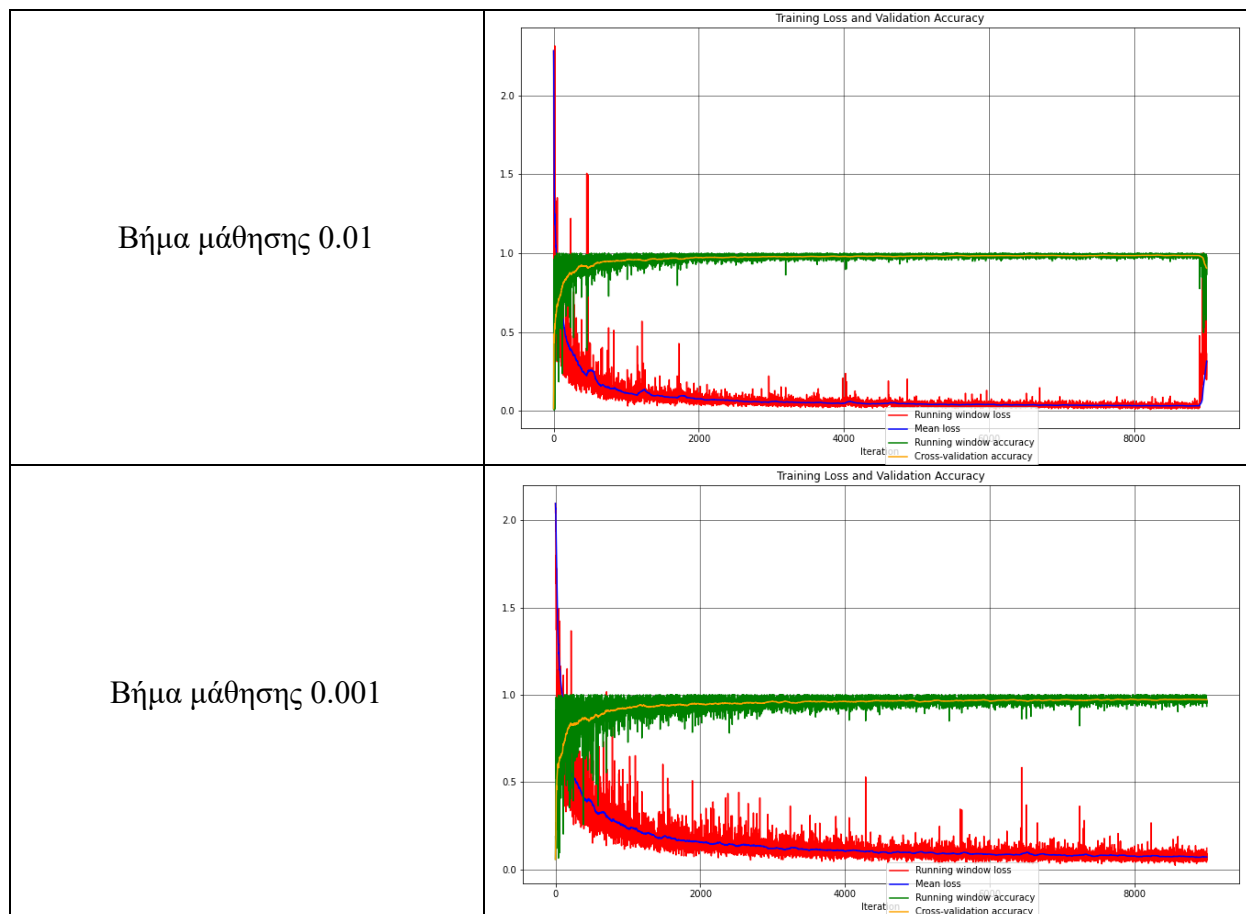 Training Loss and Validation Accuracy
Βήμα μάθησης 0.01
2.0
1.5
1.0
0.5
0.0
0 2000 4000 6000 8000
Iteration
Running window loss
Mean loss
Running window accuracy
Cross-validation accuracy
Training Loss and Validation Accuracy
Βήμα μάθησης 0.001
2.0
1.5
1.0
0.5
0.0
0 2000 4000 6000 8000
Iteration
Running window loss
Mean loss
Running window accuracy
Cross-validation accuracy